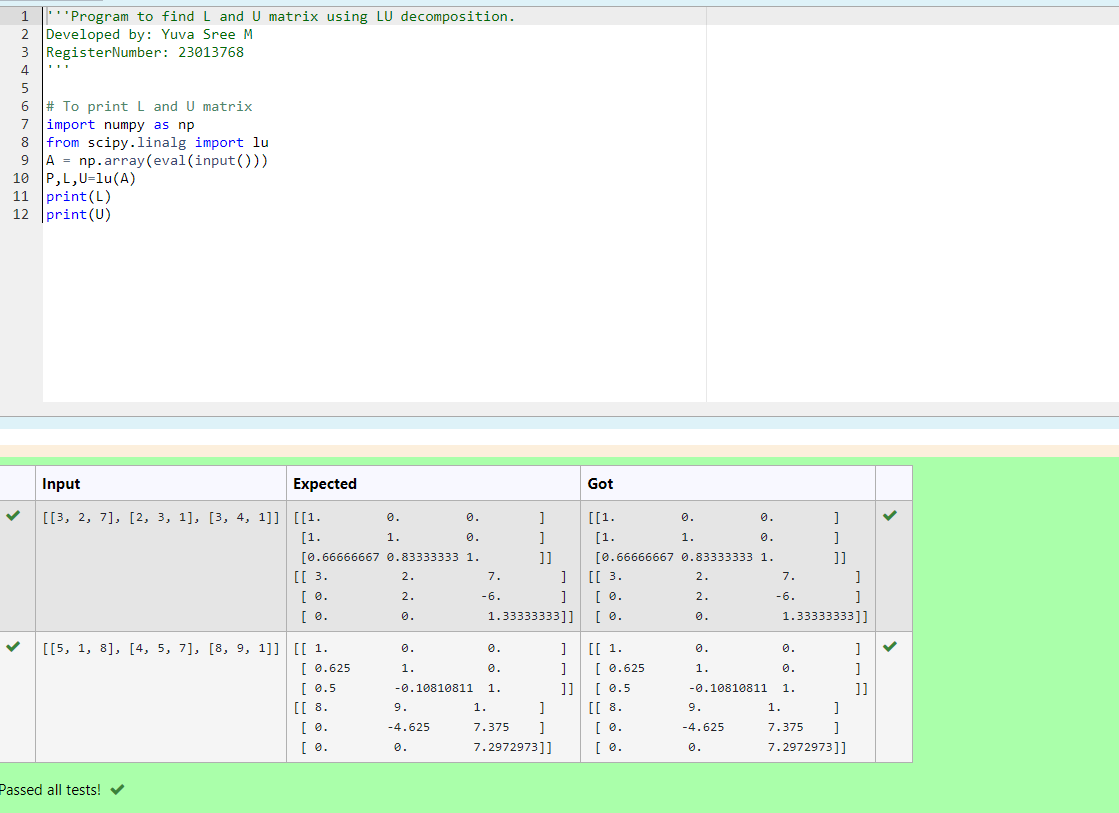 1 '''Program to find L and U matrix using LU decomposition.
2 Developed by: Yuva Sree M
3 RegisterNumber: 23013768
4 '''
5
6 # To print L and U matrix
7 import numpy as np
8 from scipy.linalg import lu
9 A = np.array(eval(input()))
10 P,L,U=lu(A)
11 print(L)
12 print(U)
Input Expected Got
[[3, 2, 7], [2, 3, 1], [3, 4, 1]] [[1. 0. 0. ] [[1. 0. 0. ]
[1. 1. 0. ] [1. 1. 0. ]
[0.66666667 0.83333333 1. ]] [0.66666667 0.83333333 1. ]]
[[ 3. 2. 7. ] [[ 3. 2. 7. ]
[ 0. 2. -6. ] [ 0. 2. -6. ]
[ 0. 0. 1.33333333]] [ 0. 0. 1.33333333]]
[[5, 1, 8], [4, 5, 7], [8, 9, 1]] [[ 1. 0. 0. ] [[ 1. 0. 0. ]
[ 0.625 1. 0. ] [ 0.625 1. 0. ]
[ 0.5 -0.10810811 1. ]] [ 0.5 -0.10810811 1. ]]
[[ 8. 9. 1. ] [[ 8. 9. 1. ]
[ 0. -4.625 7.375 ] [ 0. -4.625 7.375 ]
[ 0. 0. 7.2972973]] [ 0. 0. 7.2972973]]
Passed all tests!